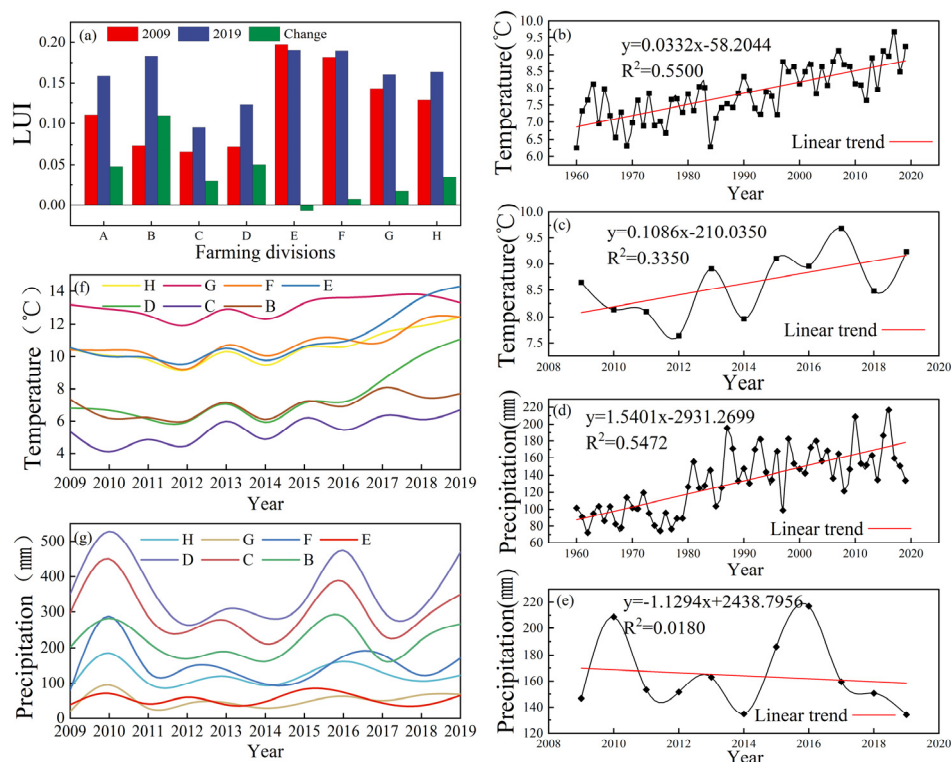 (a)
2009
2019
Change
0.20
0.15
0.10
0.05
0.00
LUI
A B C D E F G H
Farming divisions
(b)
y=0.0332x-58.2044
R²=0.5500
Linear trend
10.0
9.5
9.0
8.5
8.0
7.5
7.0
6.5
6.0
Temperature(℃)
1960 1970 1980 1990 2000 2010 2020
Year
(c)
y=0.1086x-210.0350
R²=0.3350
Linear trend
10.0
9.5
9.0
8.5
8.0
7.5
Temperature(℃)
2008 2010 2012 2014 2016 2018 2020
Year
(f)
H G F E
D C B
14
12
10
8
6
4
Temperature（℃）
2009 2010 2011 2012 2013 2014 2015 2016 2017 2018 2019
Year
(d)
y=1.5401x-2931.2699
R²=0.5472
Linear trend
220
200
180
160
140
120
100
80
60
Precipitation(㎜)
1960 1970 1980 1990 2000 2010 2020
Year
(g)
H G F E
D C B
500
400
300
200
100
0
Precipitation（㎜）
2009 2010 2011 2012 2013 2014 2015 2016 2017 2018 2019
Year
(e)
y=-1.1294x+2438.7956
R²=0.0180
Linear trend
220
200
180
160
140
120
Precipitation(㎜)
2008 2010 2012 2014 2016 2018 2020
Year